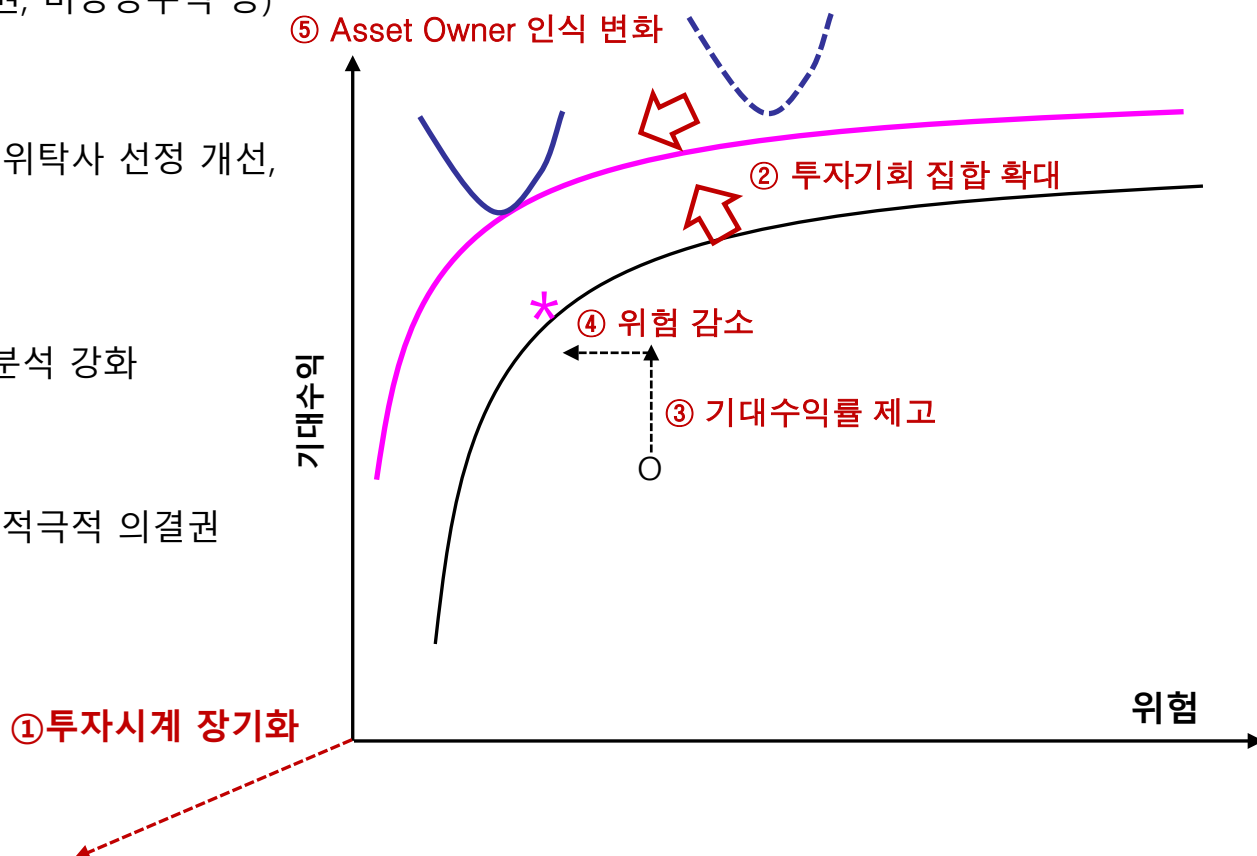 ⑤ Asset Owner 인식 변화
위탁사 선정 개선,
② 투자기회 집합 확대
④ 위험 감소
분석 강화
기대수익
③ 기대수익률 제고
O
적극적 의결권
위험
①투자시계 장기화